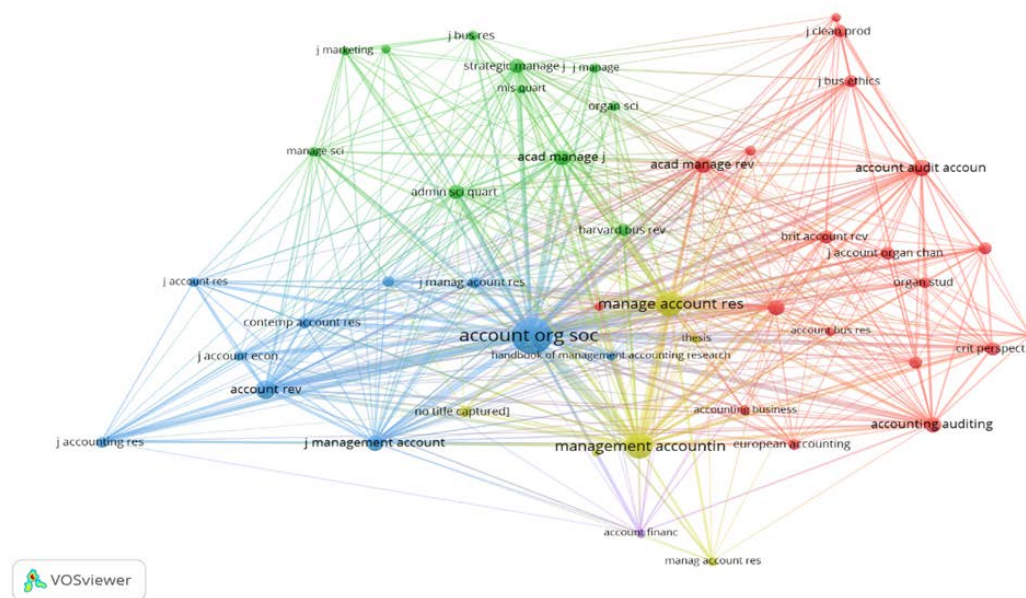 j clean prod
j bus res
j marketing
strategic manage j
j manage
j bus ethics
mis quart
organ sci
manage sci
acad manage j
acad manage rev
account audit accoun
admin sci quart
harvard bus rev
brit account rev
j account organ chan
j account res
j manag acount res
organ stud
manage account res
contemp account res
account org soc
account bus res
thesis
crit perspect
j account econ
handbook of management accounting research
account rev
no title captured]
accounting business
accounting auditing
j accounting res
j management account
management accountin
european accounting
account financ
manag account res
VOSviewer